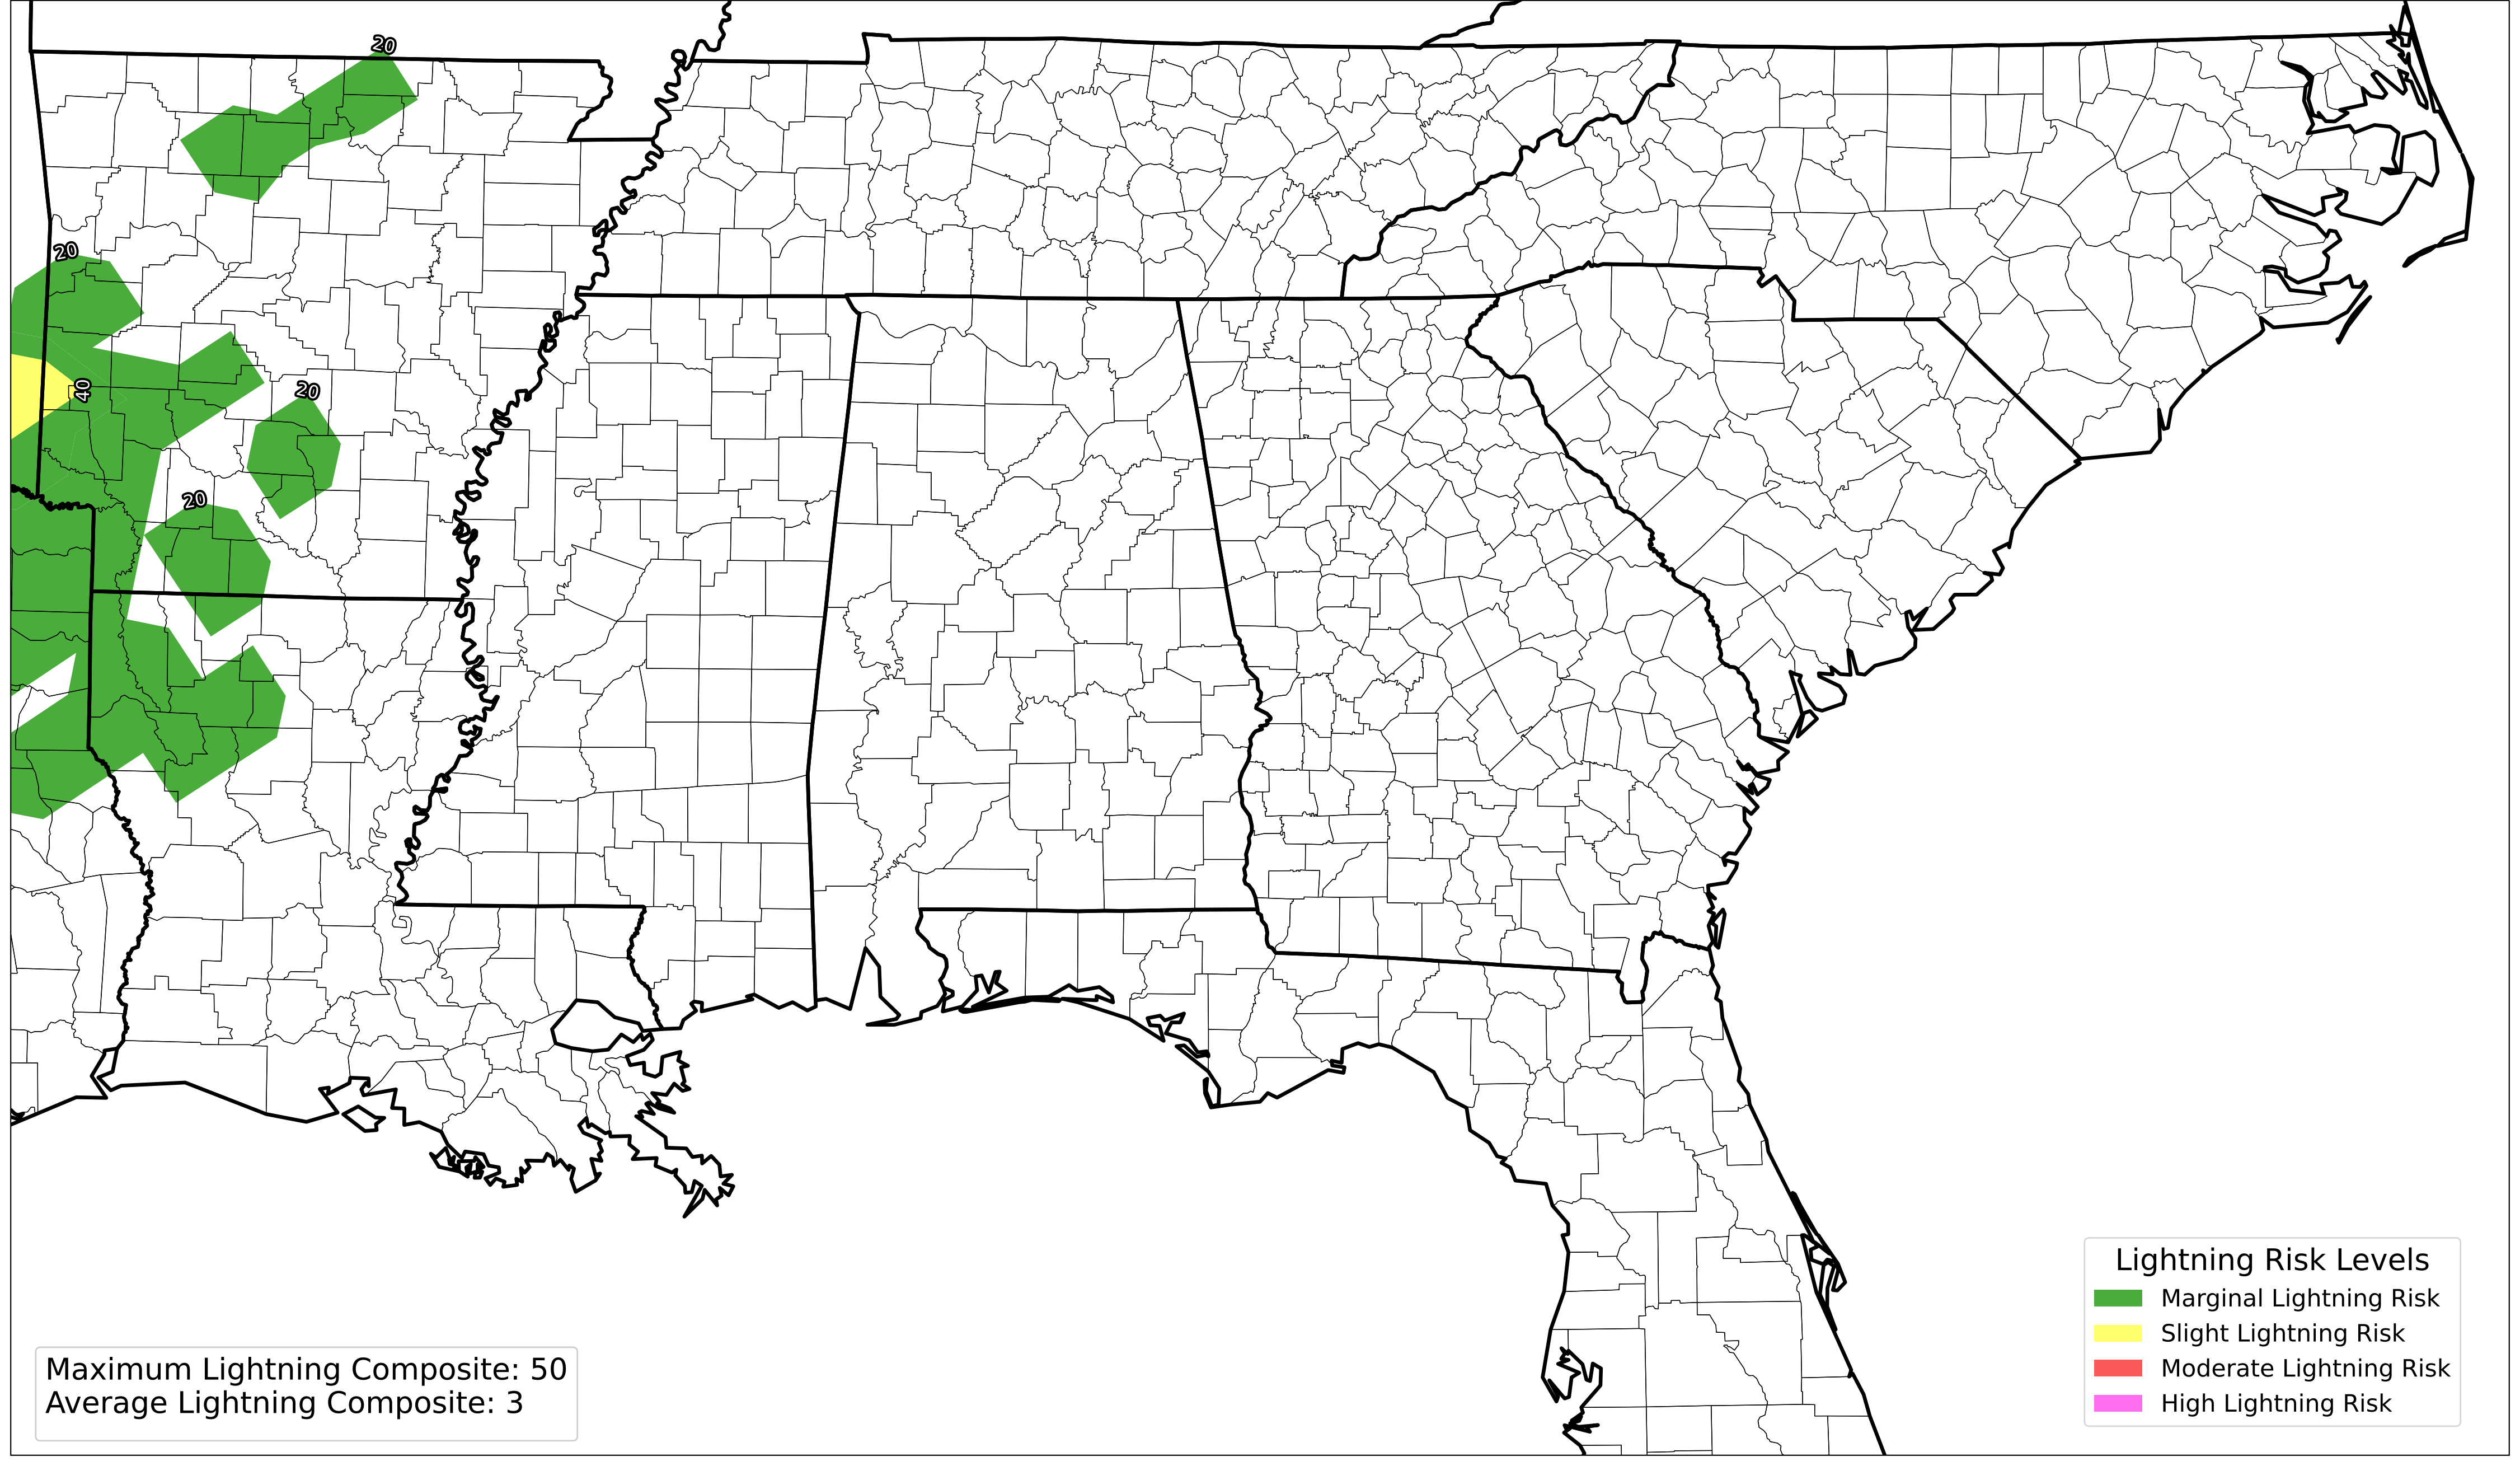 20
20
40
20
20
Maximum Lightning Composite: 50
Average Lightning Composite: 3
Lightning Risk Levels
Marginal Lightning Risk
Slight Lightning Risk
Moderate Lightning Risk
High Lightning Risk